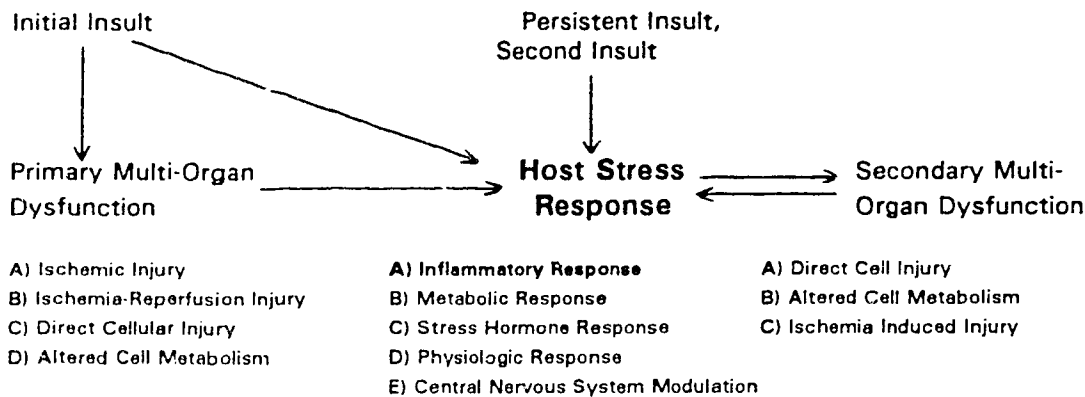 Initial Insult
Persistent Insult,
Second Insult
Primary Multi-Organ
Dysfunction
Host Stress
Response
Secondary Multi-
Organ Dysfunction
A) Ischemic Injury
B) Ischemia-Reperfusion Injury
C) Direct Cellular Injury
D) Altered Cell Metabolism
A) Inflammatory Response
B) Metabolic Response
C) Stress Hormone Response
D) Physiologic Response
E) Central Nervous System Modulation
A) Direct Cell Injury
B) Altered Cell Metabolism
C) Ischemia Induced Injury